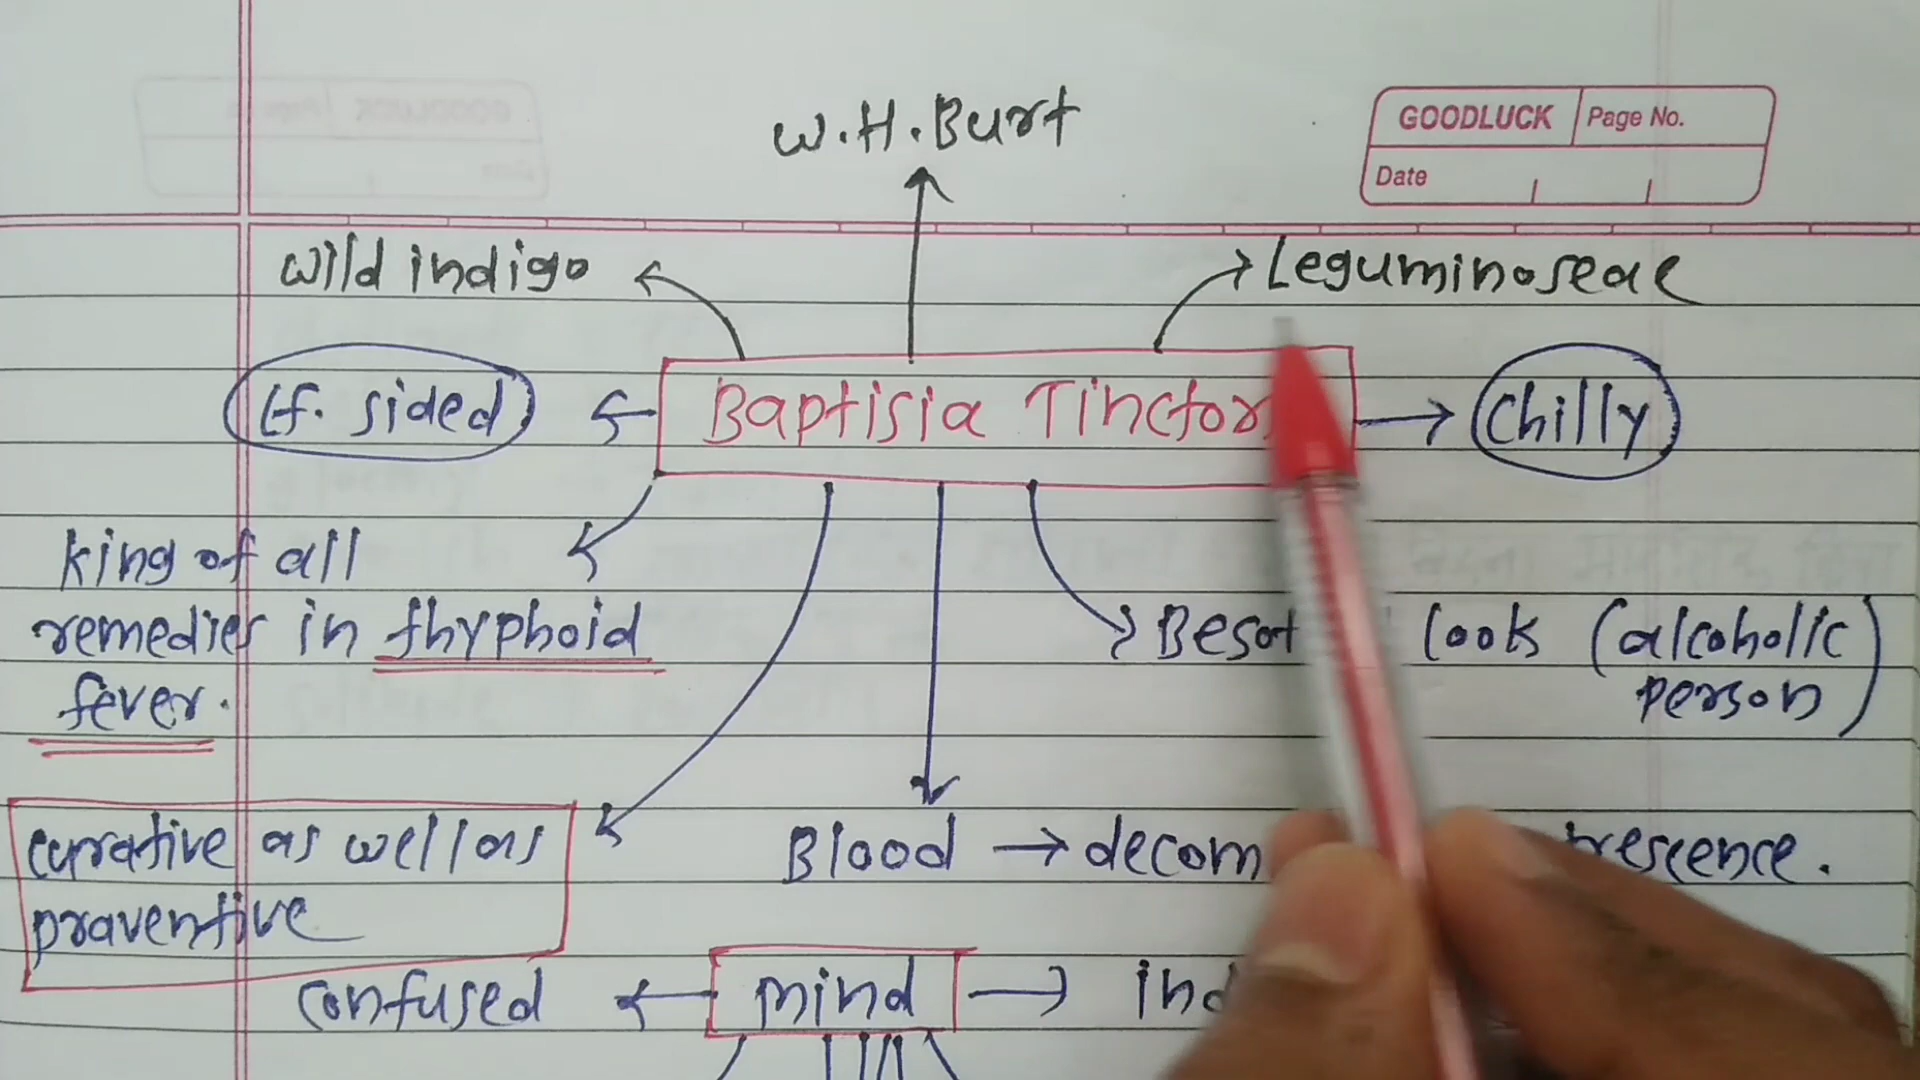 W.H.Burt
GOODLUCK Page No.
Date
wild indigo
Leguminoseae
Lf. sided
Baptisia Tinctor
Chilly
king of all
remedies in thyphoid
fever.
Besot look (alcoholic
person)
curative as well as
praventive
Blood → decom rescence.
confused
mind
ind